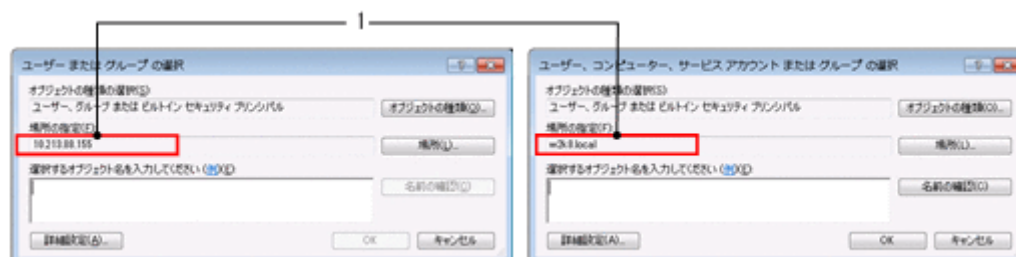 1
ユーザー または グループ の選択
オブジェクトの種類の選択(S)
ユーザー、グループ または ビルトイン セキュリティ プリンシパル
オブジェクトの種類(O)...
場所の指定(F)
10.213.88.155
場所(L)...
選択するオブジェクト名を入力してください (例)(E)
名前の確認(C)
詳細設定(A)...
OK
キャンセル
ユーザー、コンピューター、サービス アカウント または グループ の選択
オブジェクトの種類の選択(S)
ユーザー、グループ または ビルトイン セキュリティ プリンシパル
オブジェクトの種類(O)...
場所の指定(F)
w2k8.local
場所(L)...
選択するオブジェクト名を入力してください (例)(E)
名前の確認(C)
詳細設定(A)...
OK
キャンセル